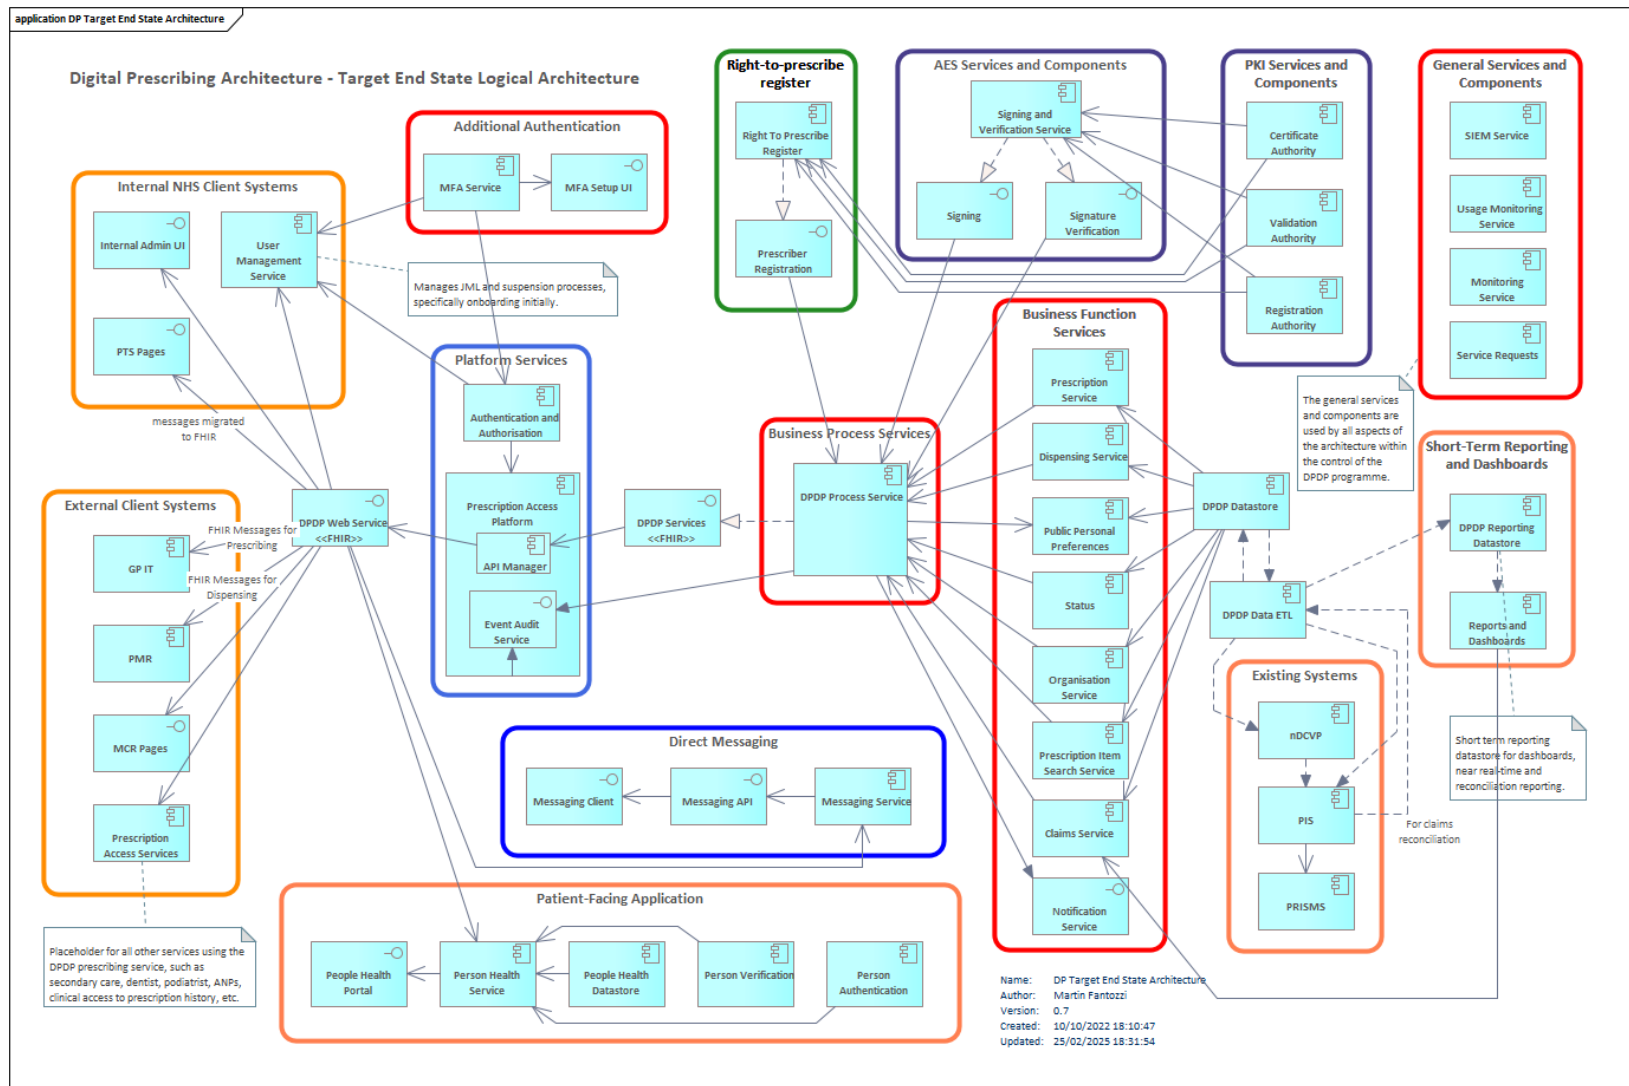 application DP Target End State Architecture
Digital Prescribing Architecture - Target End State Logical Architecture
Additional Authentication
MFA Service
MFA Setup UI
Internal NHS Client Systems
Internal Admin UI
User
Management
Service
PTS Pages
Manages JML and suspension processes,
specifically onboarding initially.
messages migrated
to FHIR
Right-to-prescribe
register
Right To Prescribe
Register
Prescriber
Registration
AES Services and Components
Signing and
Verification Service
Signing
Signature
Verification
PKI Services and
Components
Certificate
Authority
Validation
Authority
Registration
Authority
General Services and
Components
SIEM Service
Usage Monitoring
Service
Monitoring
Service
Service Requests
The general services
and components are
used by all aspects of
the architecture within
the control of the
DPDP programme.
Platform Services
Authentication and
Authorisation
Prescription Access
Platform
API Manager
Event Audit
Service
DPDP Services
<<FHIR>>
Business Process Services
DPDP Process Service
Business Function
Services
Prescription
Service
Dispensing Service
Public Personal
Preferences
Status
Organisation
Service
Prescription Item
Search Service
Claims Service
Notification
Service
DPDP Datastore
DPDP Data ETL
Short-Term Reporting
and Dashboards
DPDP Reporting
Datastore
Reports and
Dashboards
Short term reporting
datastore for dashboards,
near real-time and
reconciliation reporting.
Existing Systems
nDCVP
PIS
PRISMS
For claims
reconciliation
External Client Systems
GP IT
PMR
MCR Pages
Prescription
Access Services
DPDP Web Service
<<FHIR>>
FHIR Messages for
Prescribing
FHIR Messages for
Dispensing
Placeholder for all other services using the
DPDP prescribing service, such as
secondary care, dentist, podiatrist, ANPs,
clinical access to prescription history, etc.
Direct Messaging
Messaging Client
Messaging API
Messaging Service
Patient-Facing Application
People Health
Portal
Person Health
Service
People Health
Datastore
Person Verification
Person
Authentication
Name: DP Target End State Architecture
Author: Martin Fantozzi
Version: 0.7
Created: 10/10/2022 18:10:47
Updated: 25/02/2025 18:31:54